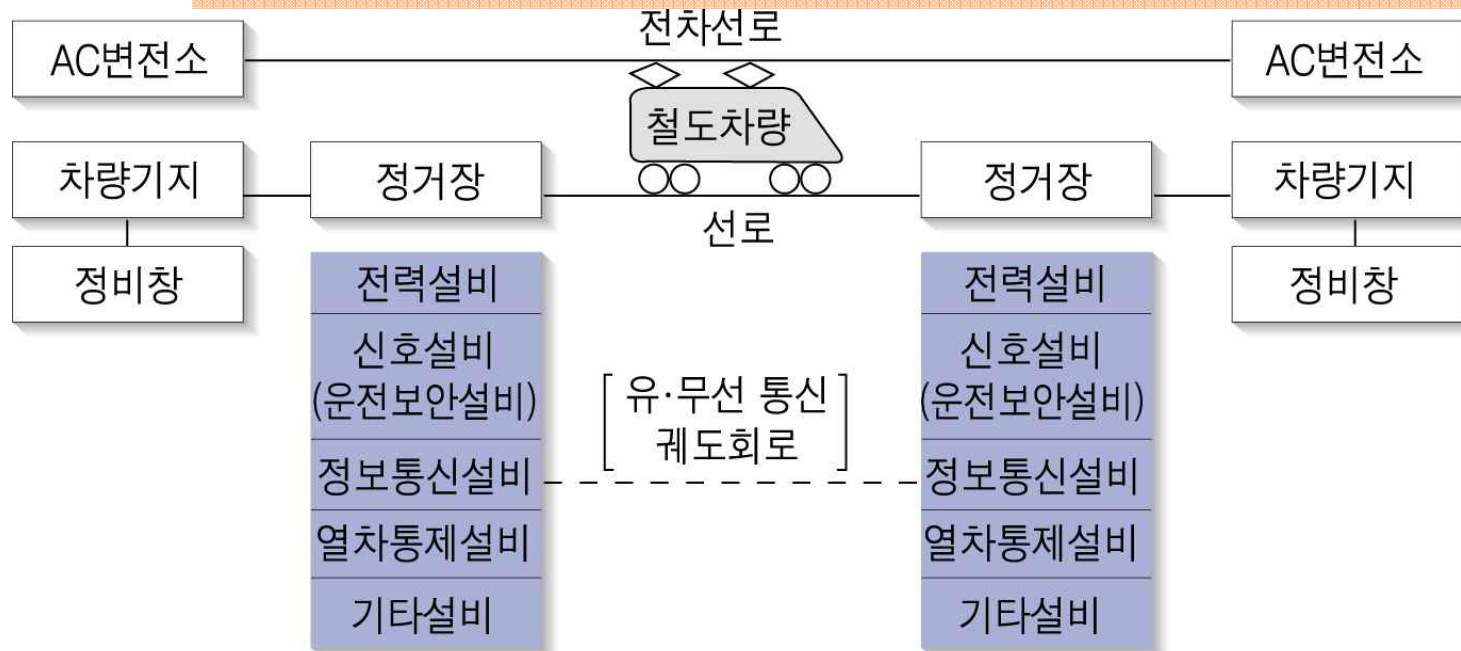 전차선로
AC변전소
AC변전소
철도차량
차량기지
정거장
정거장
차량기지
선로
정비창
정비창
전력설비
신호설비
(운전보안설비)
정보통신설비
열차통제설비
기타설비
유·무선 통신
궤도회로
전력설비
신호설비
(운전보안설비)
정보통신설비
열차통제설비
기타설비